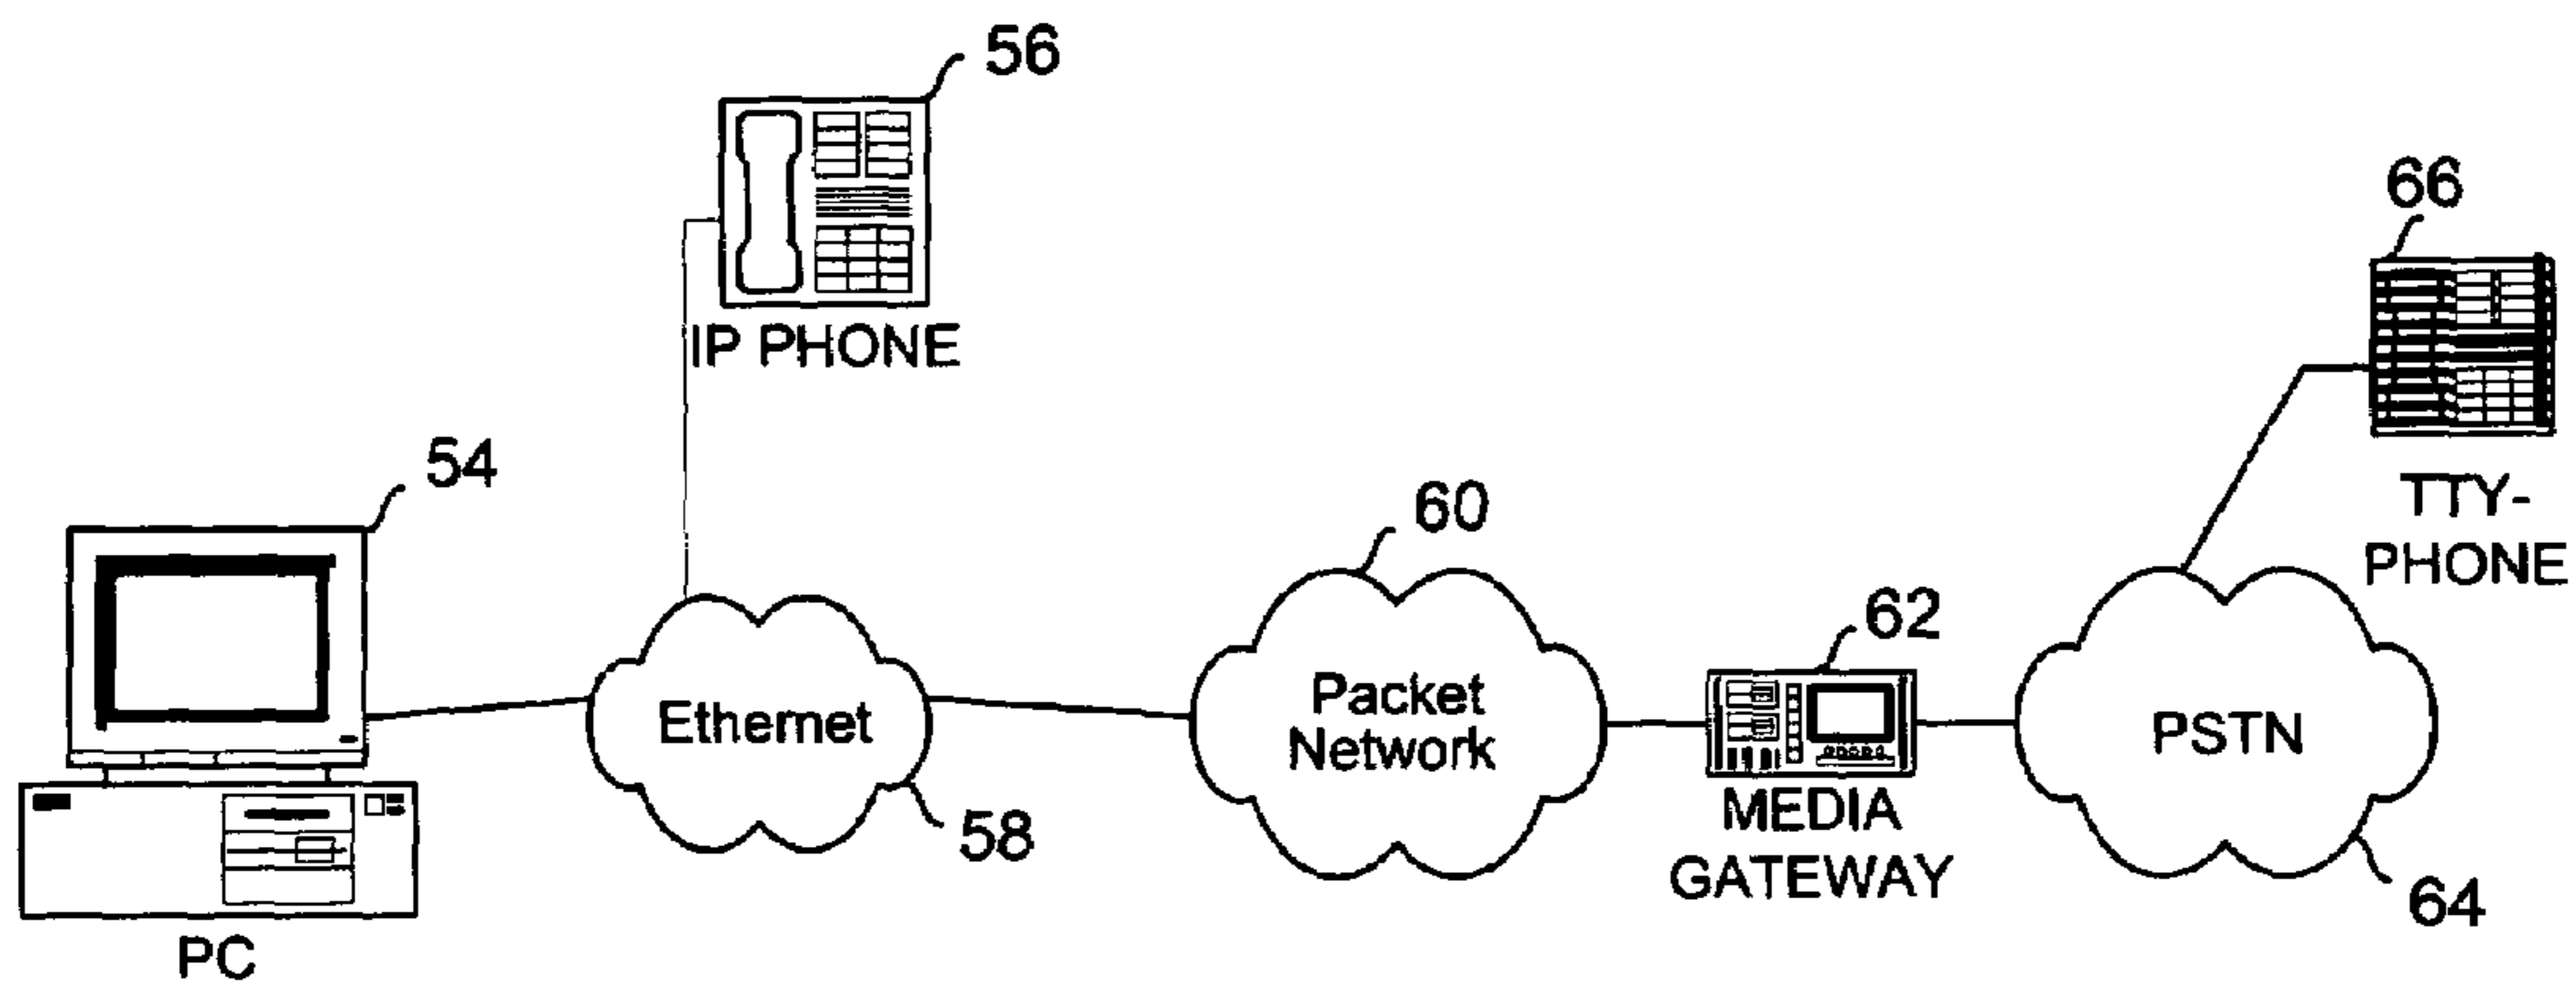 56
IP PHONE
66
TTY-
PHONE
54
PC
Ethernet
58
60
Packet
Network
62
MEDIA
GATEWAY
PSTN
64